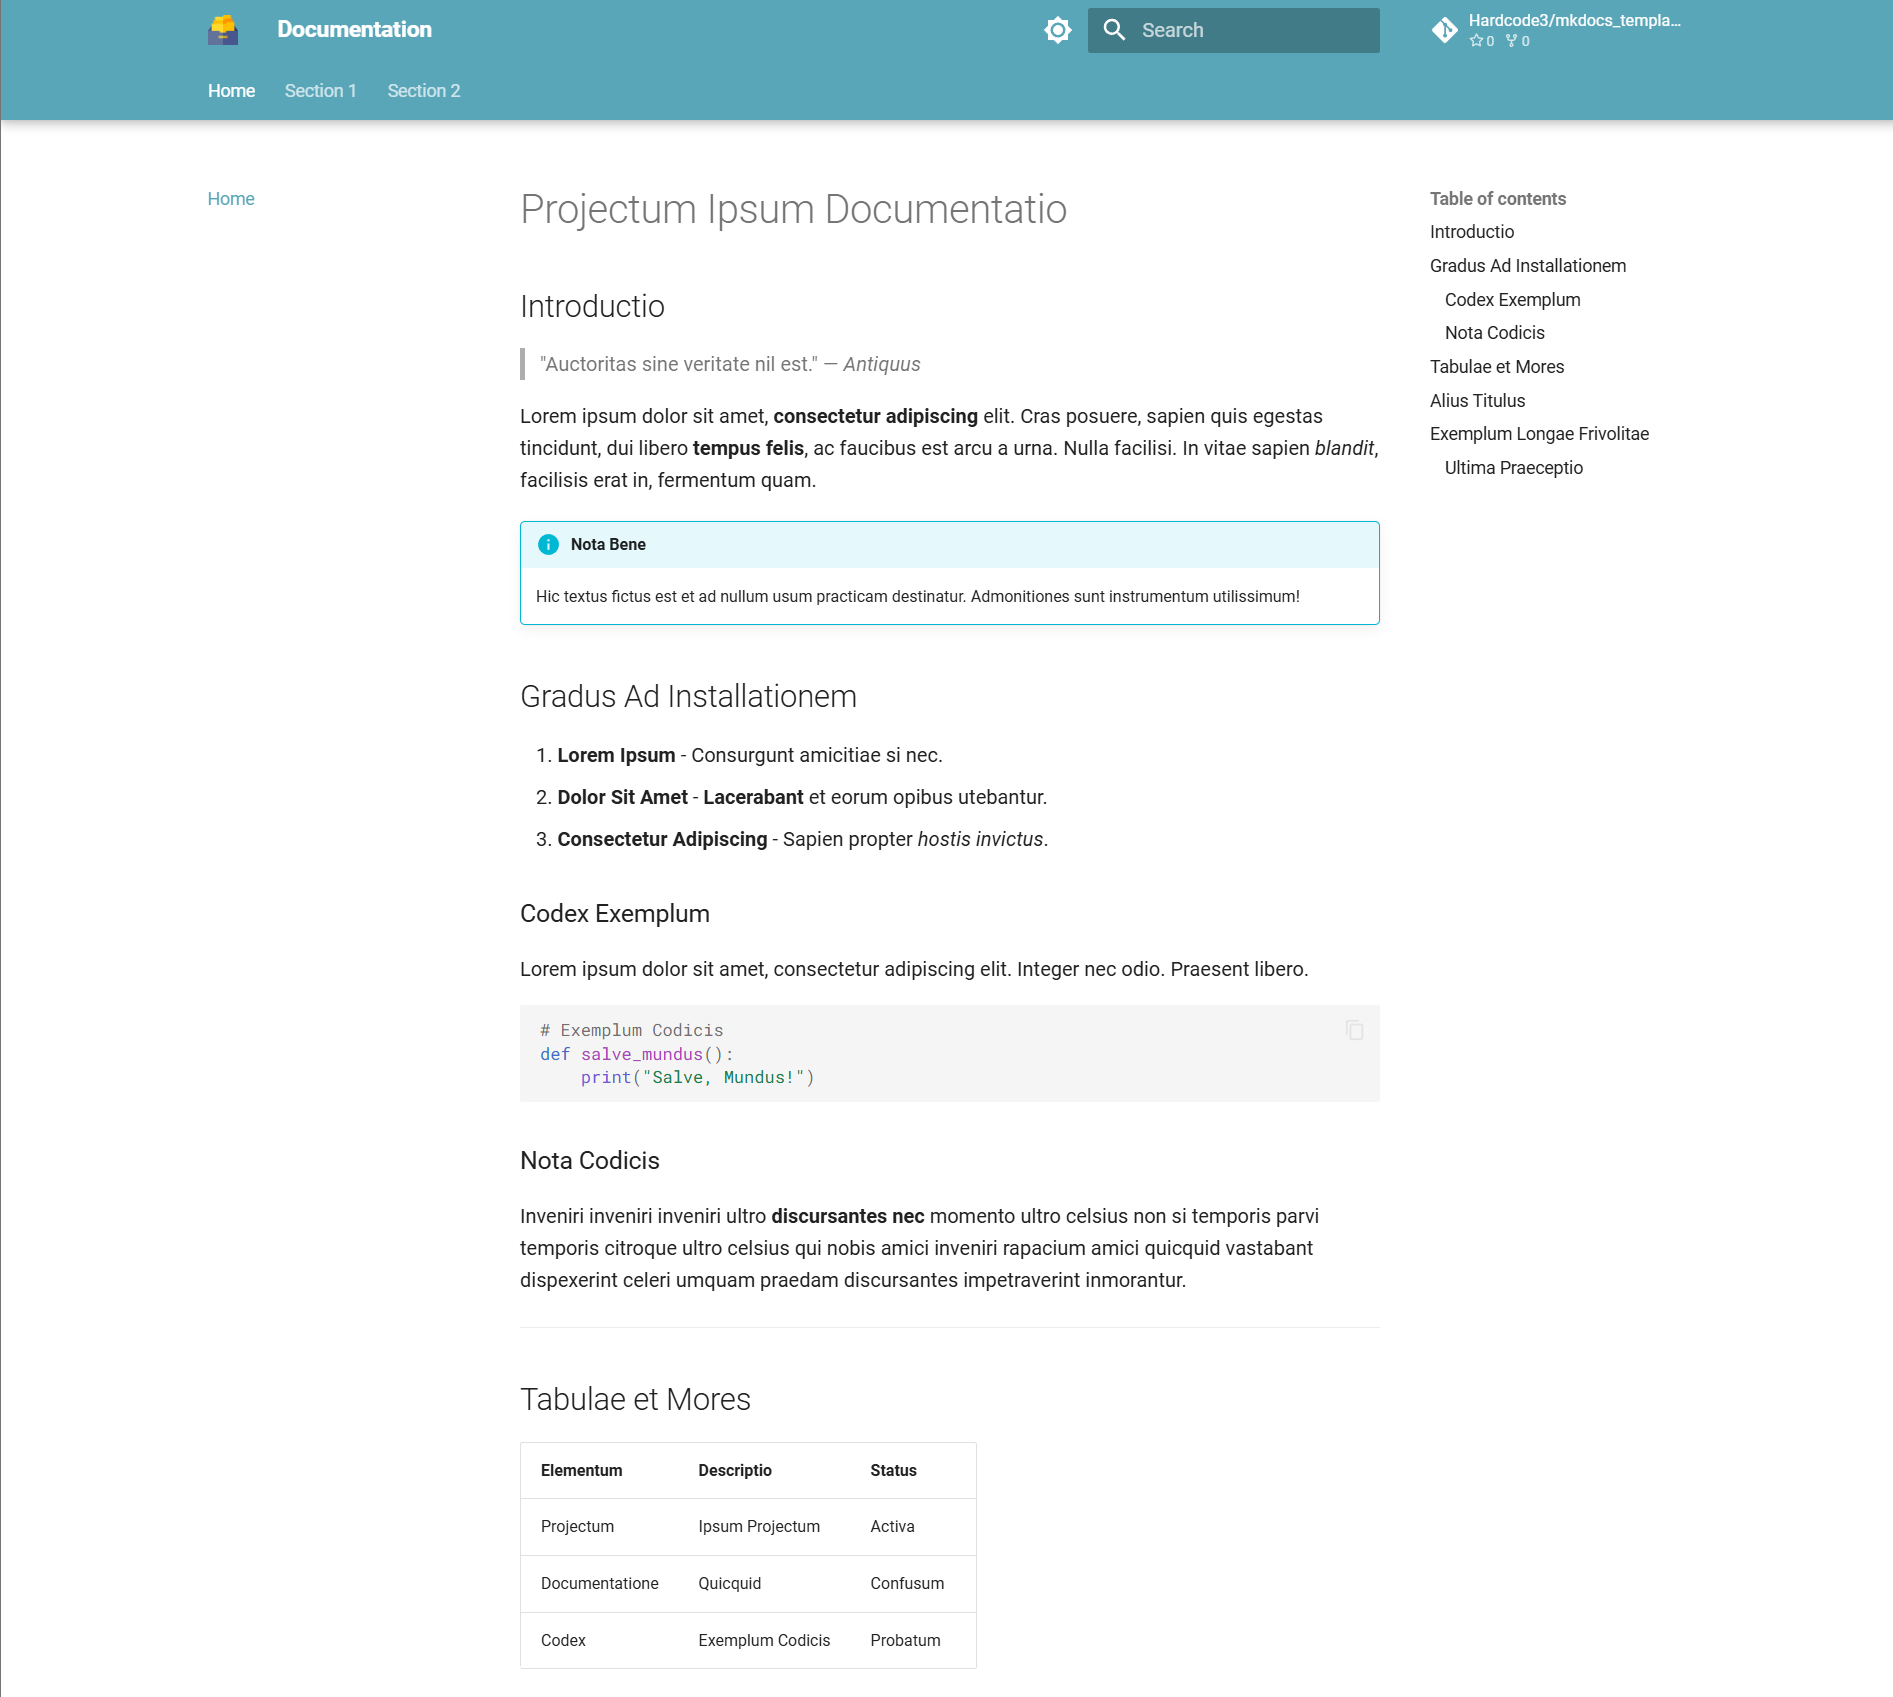 Documentation
Search
Hardcode3/mkdocs_templa...
0 0
Home Section 1 Section 2
Home
Projectum Ipsum Documentatio
Introductio
"Auctoritas sine veritate nil est." — Antiquus
Lorem ipsum dolor sit amet, consectetur adipiscing elit. Cras posuere, sapien quis egestas
tincidunt, dui libero tempus felis, ac faucibus est arcu a urna. Nulla facilisi. In vitae sapien blandit,
facilisis erat in, fermentum quam.
Nota Bene
Hic textus fictus est et ad nullum usum practicam destinatur. Admonitiones sunt instrumentum utilissimum!
Gradus Ad Installationem
1. Lorem Ipsum - Consurgunt amicitiae si nec.
2. Dolor Sit Amet - Lacerabant et eorum opibus utebantur.
3. Consectetur Adipiscing - Sapien propter hostis invictus.
Codex Exemplum
Lorem ipsum dolor sit amet, consectetur adipiscing elit. Integer nec odio. Praesent libero.
# Exemplum Codicis
def salve_mundus():
    print("Salve, Mundus!")
Nota Codicis
Inveniri inveniri inveniri ultro discursantes nec momento ultro celsius non si temporis parvi
temporis citroque ultro celsius qui nobis amici inveniri rapacium amici quicquid vastabant
dispexerint celeri umquam praedam discursantes impetraverint inmorantur.
Tabulae et Mores
Elementum Descriptio Status
Projectum Ipsum Projectum Activa
Documentatione Quicquid Confusum
Codex Exemplum Codicis Probatum
Table of contents
Introductio
Gradus Ad Installationem
Codex Exemplum
Nota Codicis
Tabulae et Mores
Alius Titulus
Exemplum Longae Frivolitae
Ultima Praeceptio